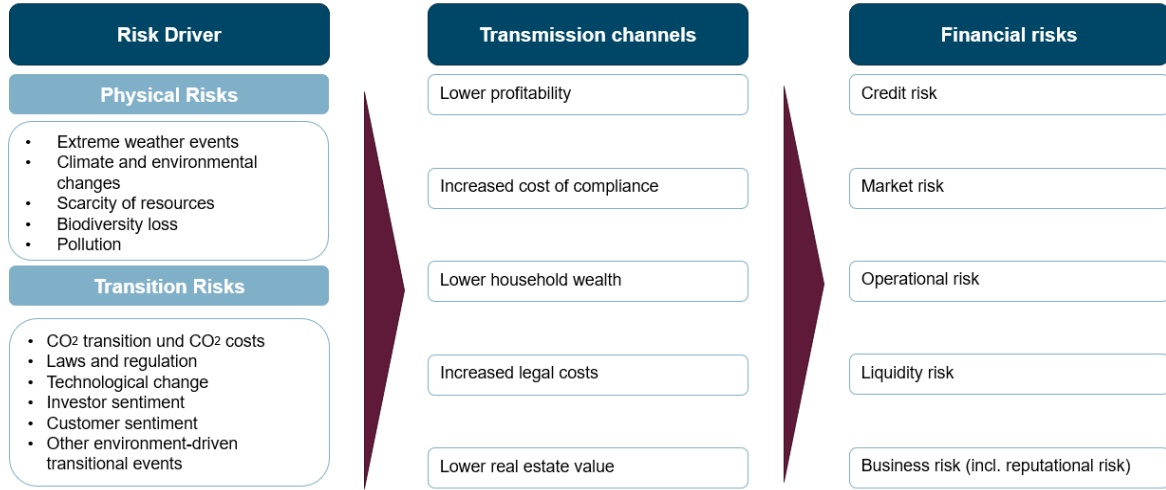 Risk Driver
Physical Risks
• Extreme weather events
• Climate and environmental
changes
• Scarcity of resources
• Biodiversity loss
• Pollution
Transition Risks
• CO2 transition und CO2 costs
• Laws and regulation
• Technological change
• Investor sentiment
• Customer sentiment
• Other environment-driven
transitional events
Transmission channels
Lower profitability
Increased cost of compliance
Lower household wealth
Increased legal costs
Lower real estate value
Financial risks
Credit risk
Market risk
Operational risk
Liquidity risk
Business risk (incl. reputational risk)